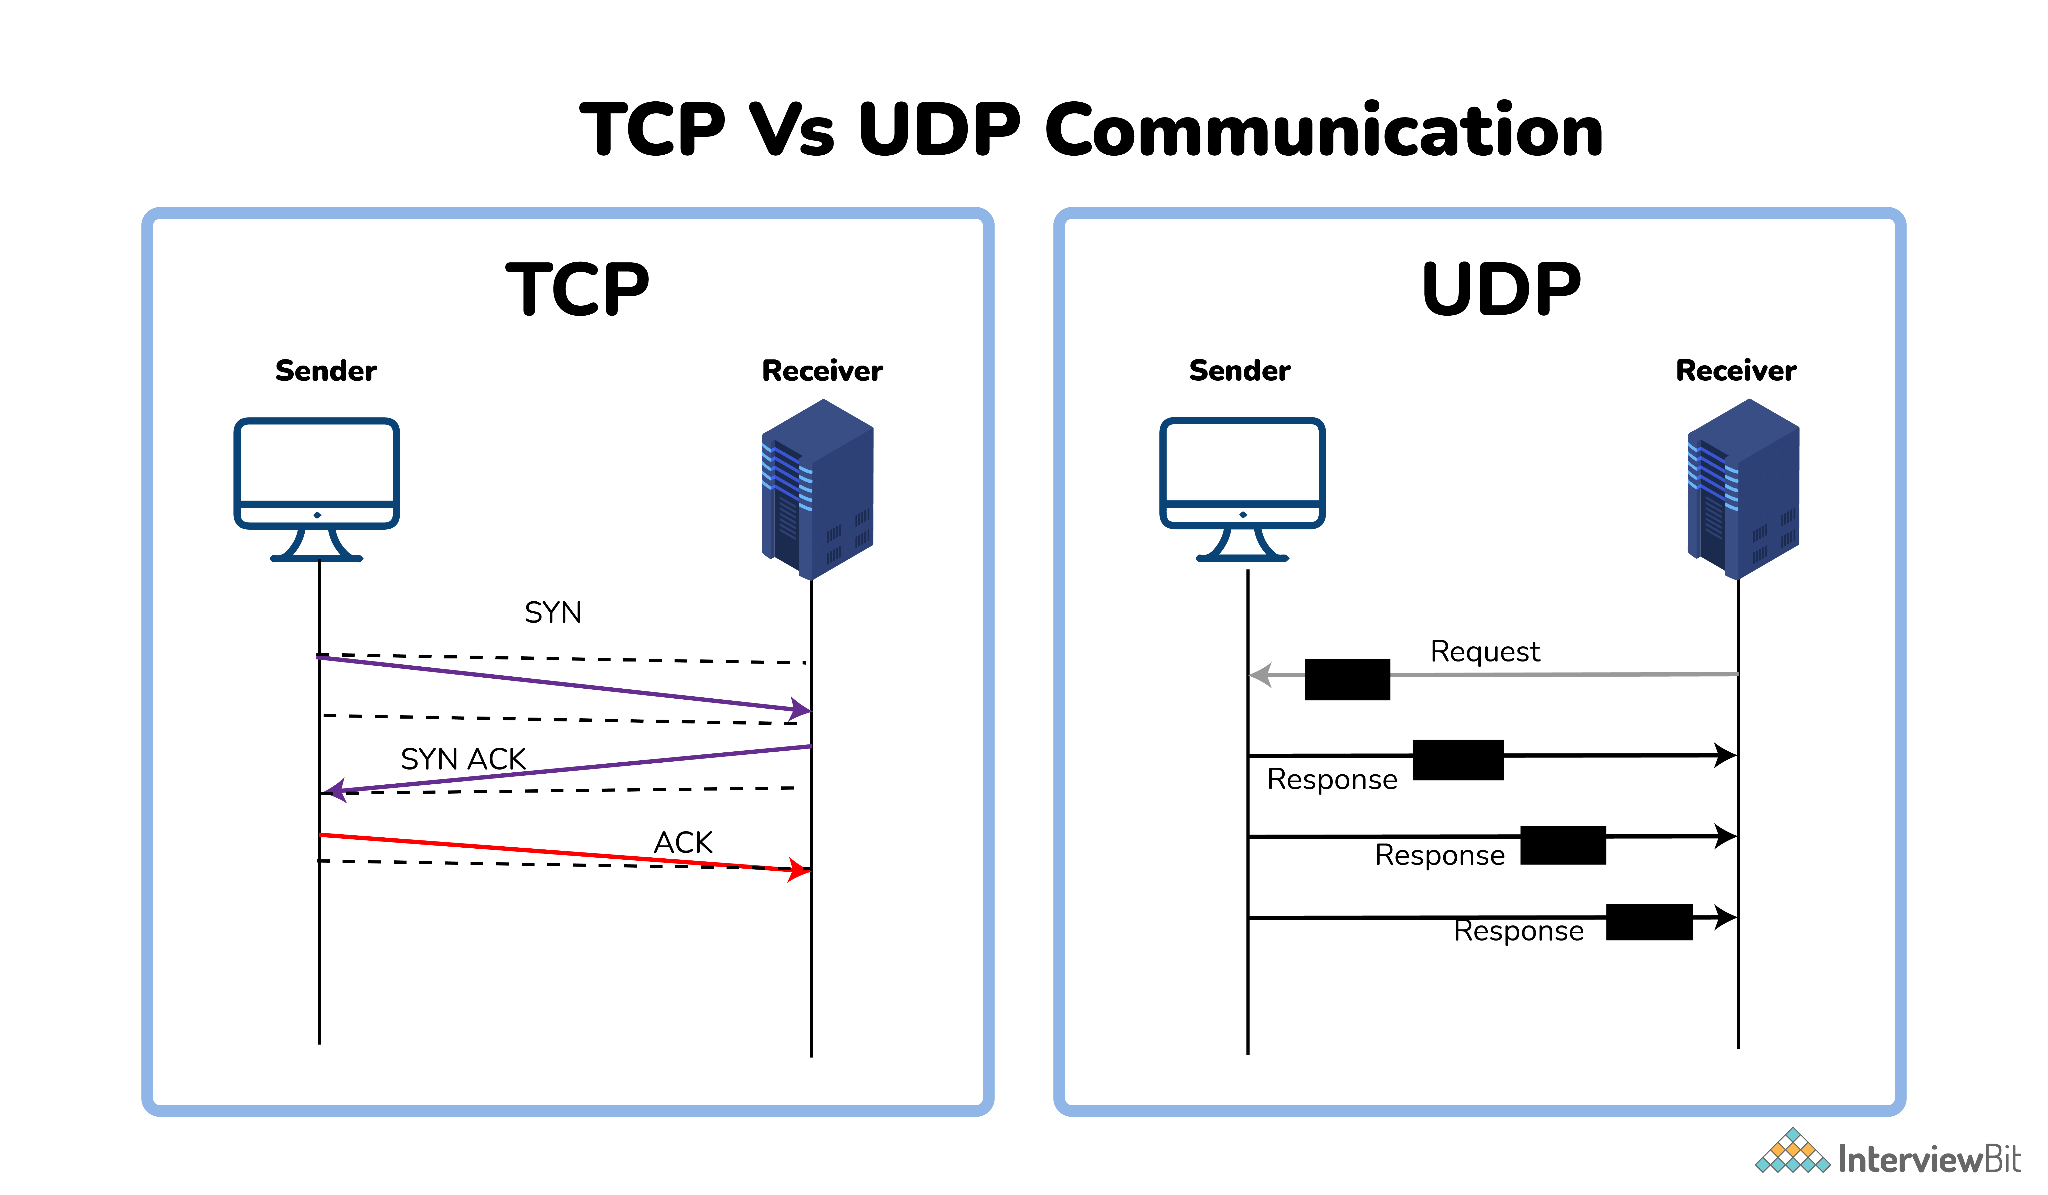 TCP Vs UDP Communication
TCP
Sender
Receiver
SYN
SYN ACK
ACK
UDP
Sender
Receiver
Request
Response
Response
Response
InterviewBit